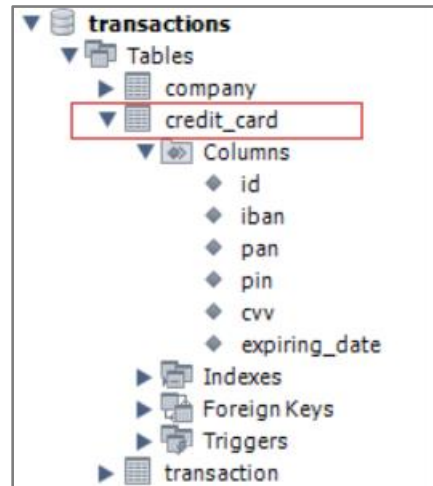 transactions
Tables
company
credit_card
Columns
id
iban
pan
pin
cvv
expiring_date
Indexes
Foreign Keys
Triggers
transaction